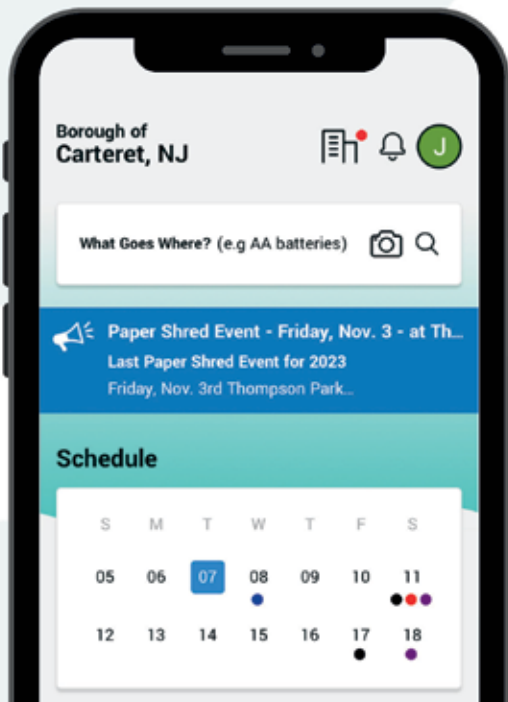 Borough of
Carteret, NJ
J
What Goes Where? (e.g AA batteries)
Paper Shred Event - Friday, Nov. 3 - at Th...
Last Paper Shred Event for 2023
Friday, Nov. 3rd Thompson Park...
Schedule
S M T W T F S
05 06 07 08 09 10 11
12 13 14 15 16 17 18